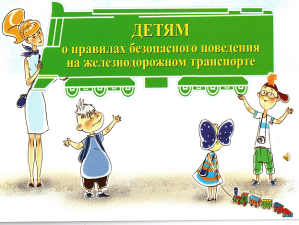 ДЕТЯМ
о правилах безопасного поведения
на железнодорожном транспорте